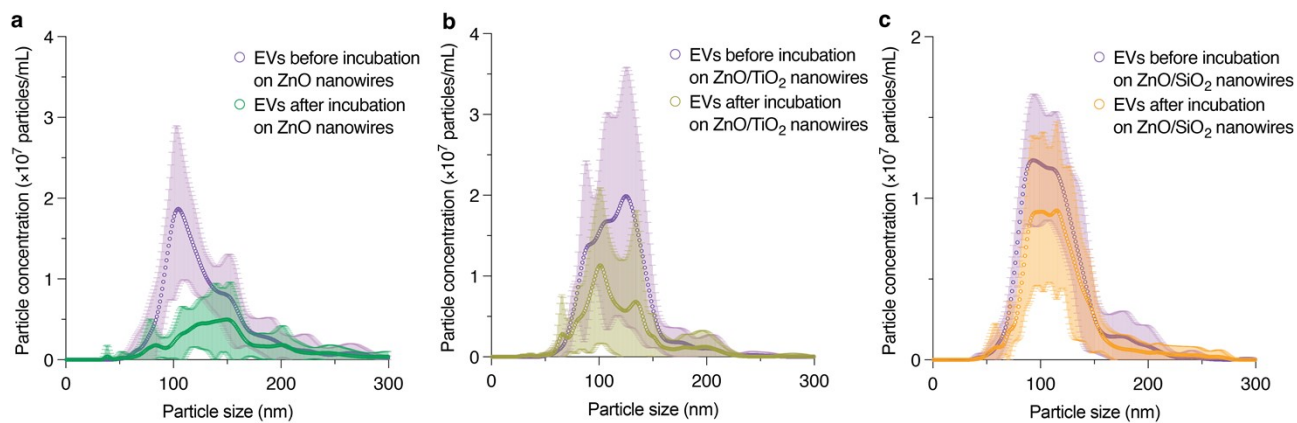 a
Particle concentration (×10⁷ particles/mL)
4
3
2
1
0
0 100 200 300
Particle size (nm)
EVs before incubation
on ZnO nanowires
EVs after incubation
on ZnO nanowires
b
Particle concentration (×10⁷ particles/mL)
4
3
2
1
0
0 100 200 300
Particle size (nm)
EVs before incubation
on ZnO/TiO₂ nanowires
EVs after incubation
on ZnO/TiO₂ nanowires
c
Particle concentration (×10⁷ particles/mL)
2
1
0
0 100 200 300
Particle size (nm)
EVs before incubation
on ZnO/SiO₂ nanowires
EVs after incubation
on ZnO/SiO₂ nanowires